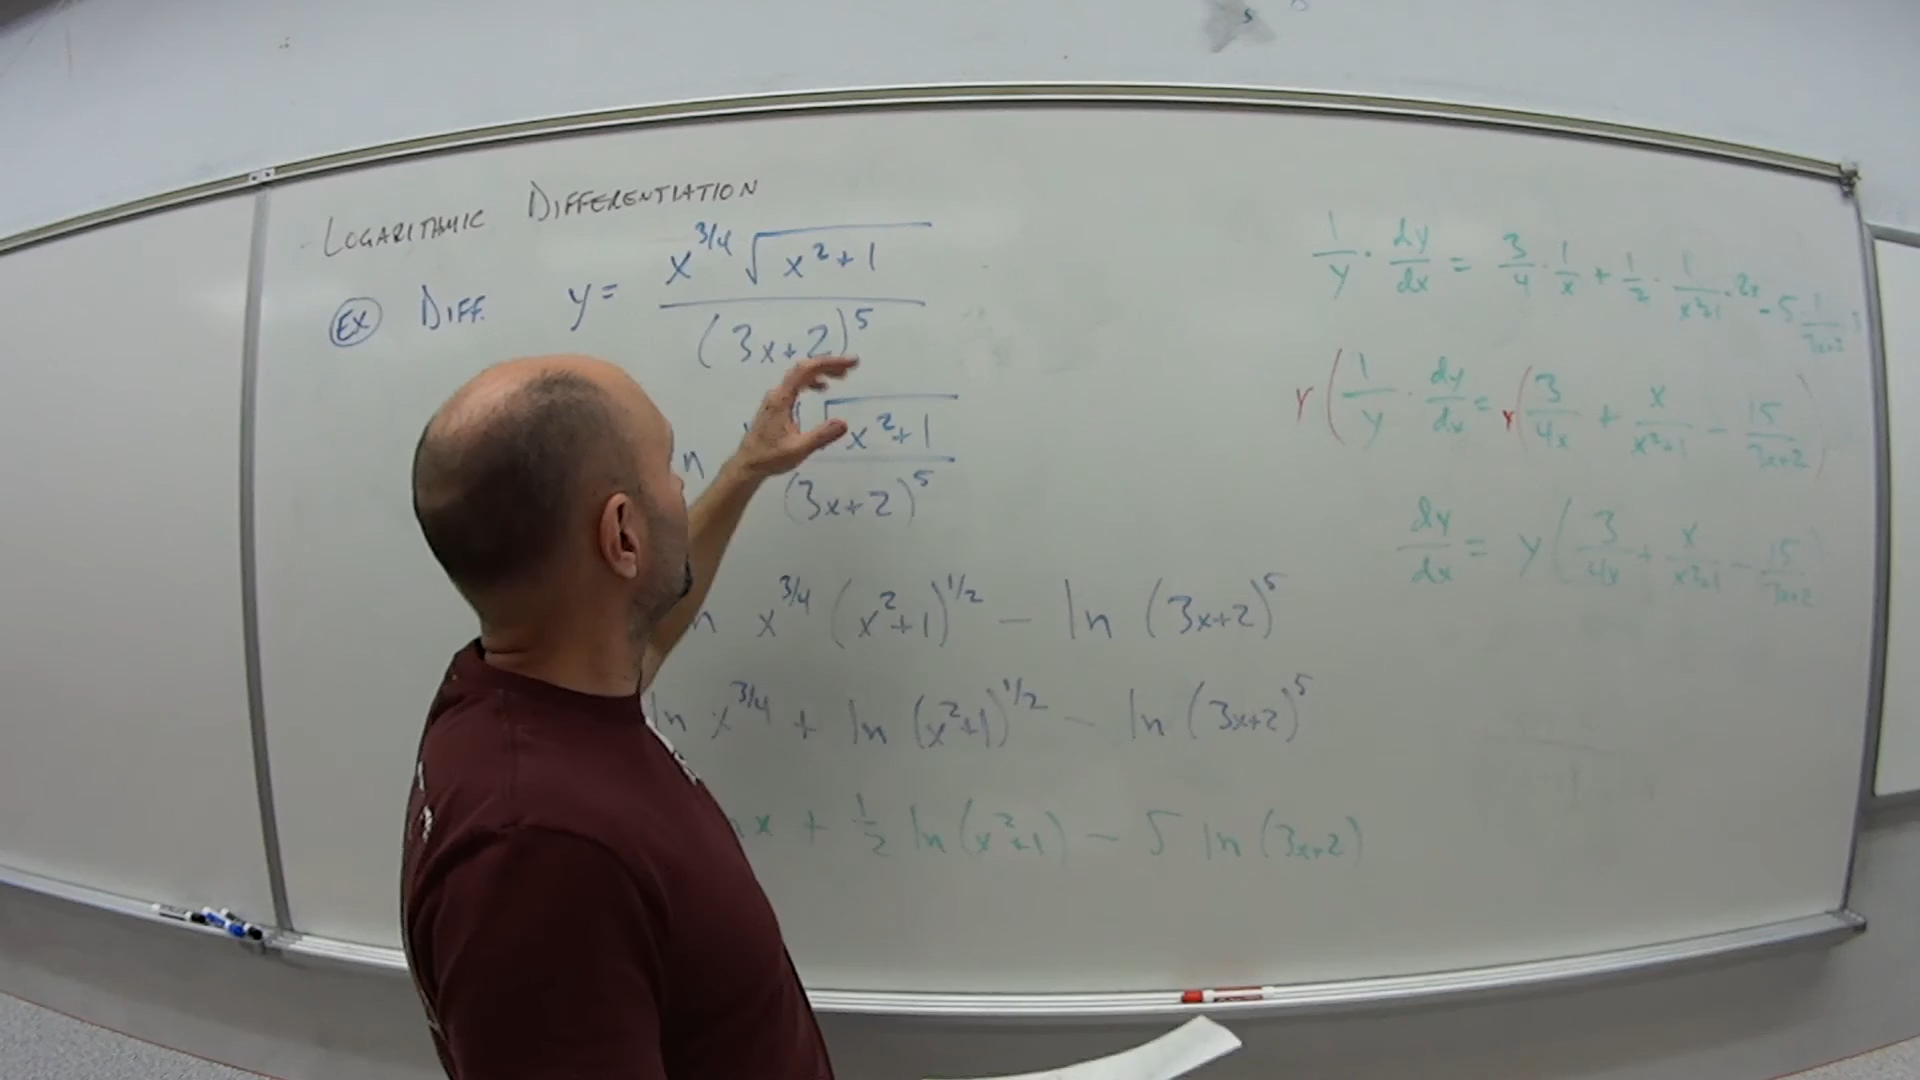 LOGARITHMIC DIFFERENTIATION
EX DIFF. y = x^{3/4} √(x²+1) / (3x+2)^5
n √(x²+1) / (3x+2)^5
n x^{3/4} (x²+1)^{1/2} - ln (3x+2)^5
ln x^{3/4} + ln (x²+1)^{1/2} - ln (3x+2)^5
x + 1/2 ln (x²+1) - 5 ln (3x+2)
1/y · dy/dx = 3/4 · 1/x + 1/2 · 1/(x²+1) · 2x - 5 1/(3x+2) · 3
y ( 1/y · dy/dx = y ( 3/4x + x/(x²+1) - 15/(3x+2) )
dy/dx = y ( 3/4x + x/(x²+1) - 15/(3x+2) )